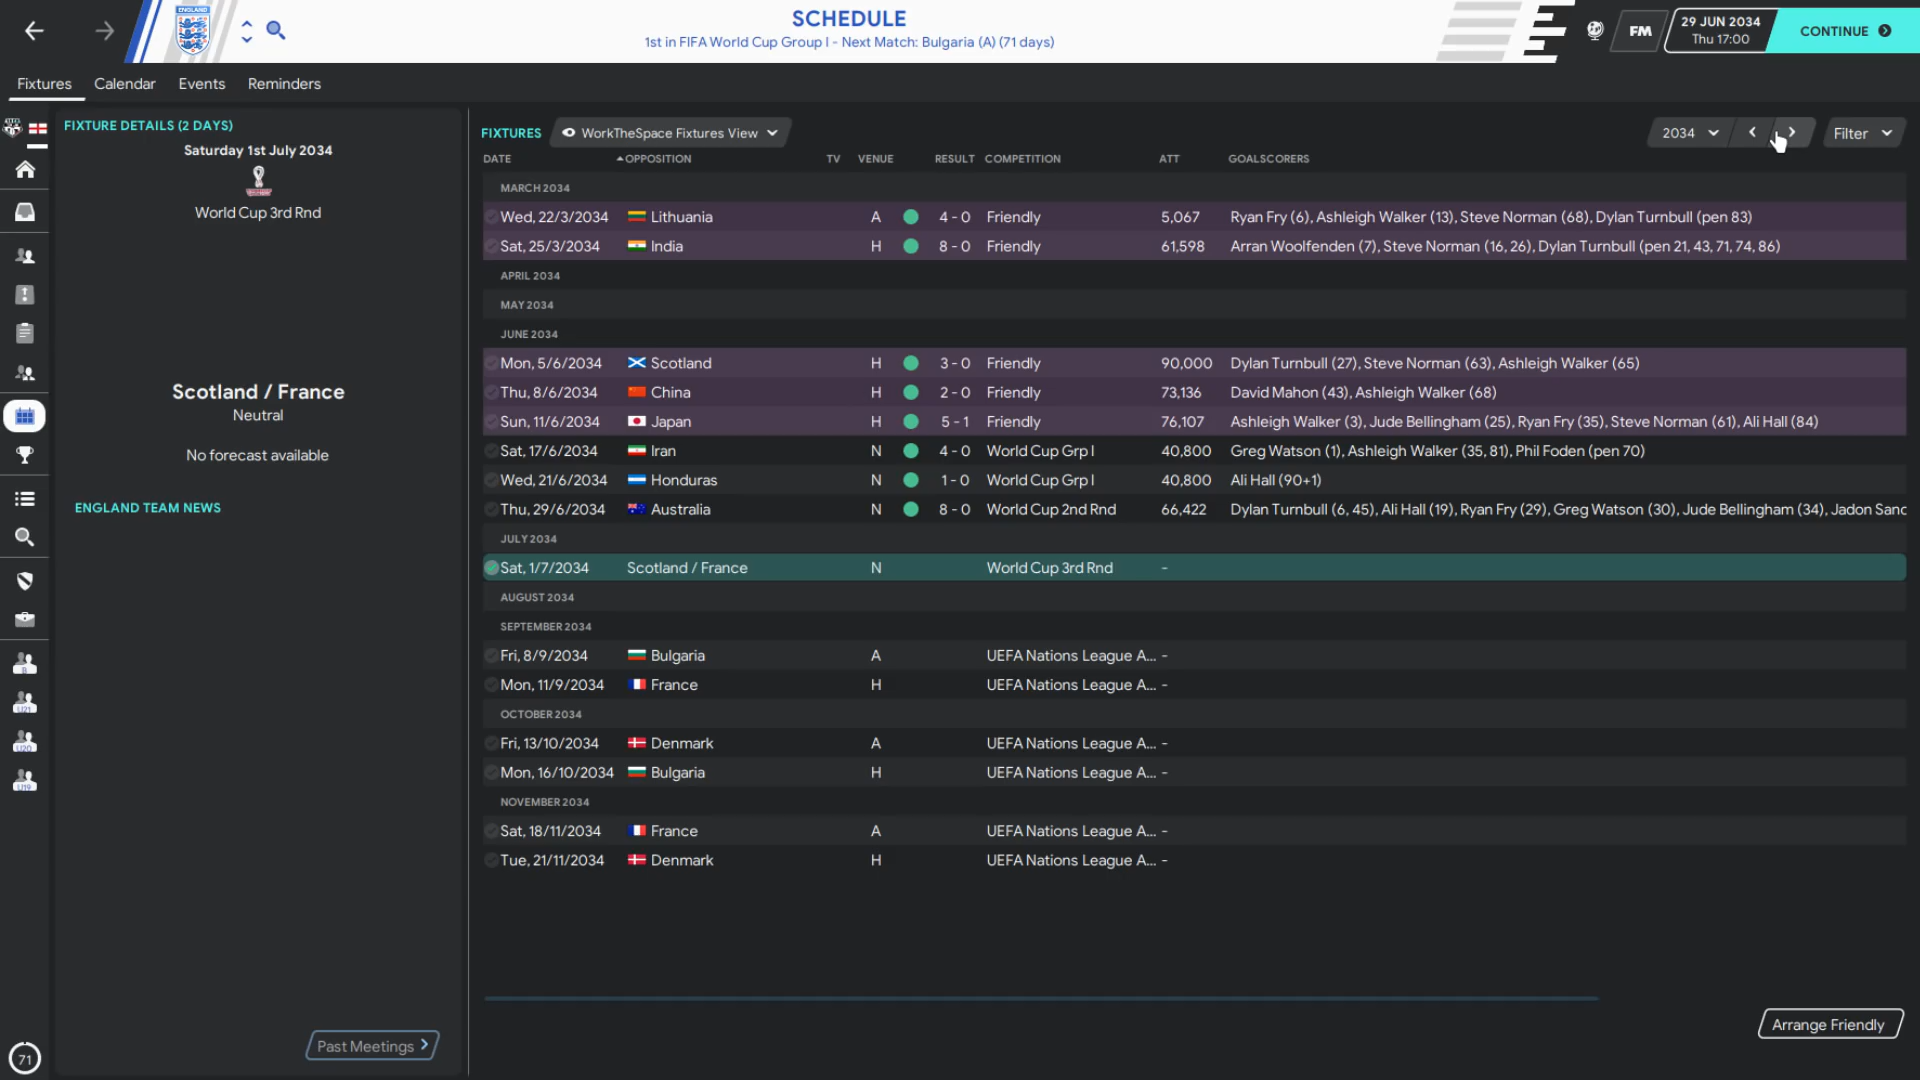 ENGLAND
SCHEDULE
1st in FIFA World Cup Group I - Next Match: Bulgaria (A) (71 days)
FM
29 JUN 2034
Thu 17:00
CONTINUE
Fixtures Calendar Events Reminders
FIXTURE DETAILS (2 DAYS)
Saturday 1st July 2034
World Cup 3rd Rnd
Scotland / France
Neutral
No forecast available
ENGLAND TEAM NEWS
Past Meetings
71
B
U21
U20
U19
FIXTURES WorkTheSpace Fixtures View 2034 Filter
DATE OPPOSITION TV VENUE RESULT COMPETITION ATT GOALSCORERS
MARCH 2034
Wed, 22/3/2034 Lithuania A 4 - 0 Friendly 5,067 Ryan Fry (6), Ashleigh Walker (13), Steve Norman (68), Dylan Turnbull (pen 83)
Sat, 25/3/2034 India H 8 - 0 Friendly 61,598 Arran Woolfenden (7), Steve Norman (16, 26), Dylan Turnbull (pen 21, 43, 71, 74, 86)
APRIL 2034
MAY 2034
JUNE 2034
Mon, 5/6/2034 Scotland H 3 - 0 Friendly 90,000 Dylan Turnbull (27), Steve Norman (63), Ashleigh Walker (65)
Thu, 8/6/2034 China H 2 - 0 Friendly 73,136 David Mahon (43), Ashleigh Walker (68)
Sun, 11/6/2034 Japan H 5 - 1 Friendly 76,107 Ashleigh Walker (3), Jude Bellingham (25), Ryan Fry (35), Steve Norman (61), Ali Hall (84)
Sat, 17/6/2034 Iran N 4 - 0 World Cup Grp I 40,800 Greg Watson (1), Ashleigh Walker (35, 81), Phil Foden (pen 70)
Wed, 21/6/2034 Honduras N 1 - 0 World Cup Grp I 40,800 Ali Hall (90+1)
Thu, 29/6/2034 Australia N 8 - 0 World Cup 2nd Rnd 66,422 Dylan Turnbull (6, 45), Ali Hall (19), Ryan Fry (29), Greg Watson (30), Jude Bellingham (34), Jadon Sanc
JULY 2034
Sat, 1/7/2034 Scotland / France N World Cup 3rd Rnd -
AUGUST 2034
SEPTEMBER 2034
Fri, 8/9/2034 Bulgaria A UEFA Nations League A... -
Mon, 11/9/2034 France H UEFA Nations League A... -
OCTOBER 2034
Fri, 13/10/2034 Denmark A UEFA Nations League A... -
Mon, 16/10/2034 Bulgaria H UEFA Nations League A... -
NOVEMBER 2034
Sat, 18/11/2034 France A UEFA Nations League A... -
Tue, 21/11/2034 Denmark H UEFA Nations League A... -
Arrange Friendly